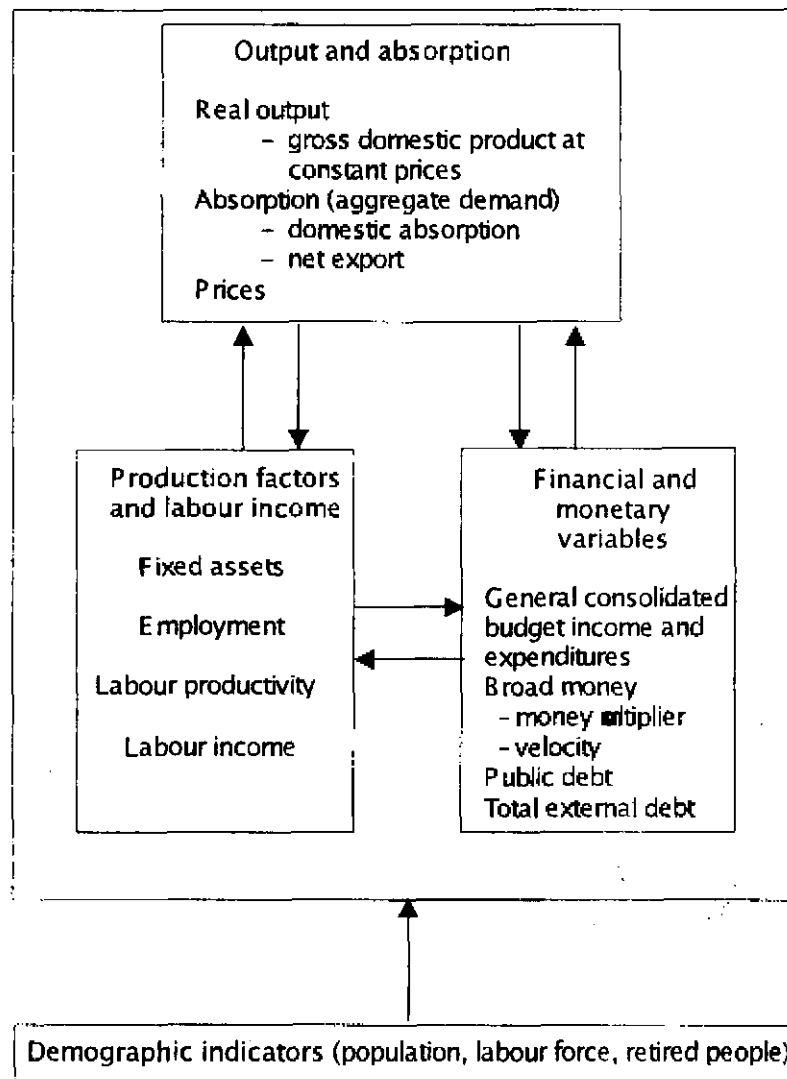 Output and absorption
Real output
– gross domestic product at
constant prices
Absorption (aggregate demand)
– domestic absorption
– net export
Prices
Production factors
and labour income
Fixed assets
Employment
Labour productivity
Labour income
Financial and
monetary
variables
General consolidated
budget income and
expenditures
Broad money
– money
– velocity
Public debt
Total external debt
Demographic indicators (population, labour force, retired people)